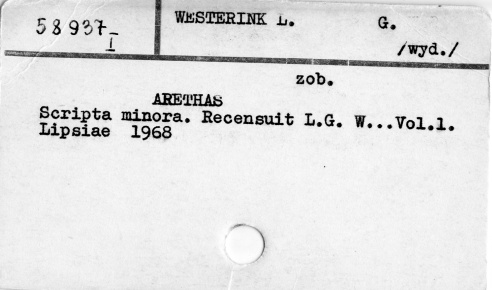 58937 I
WESTERINK L. G.
/wyd./
zob.
ARETHAS
Scripta minora. Recensuit L.G. W...Vol.1.
Lipsiae 1968